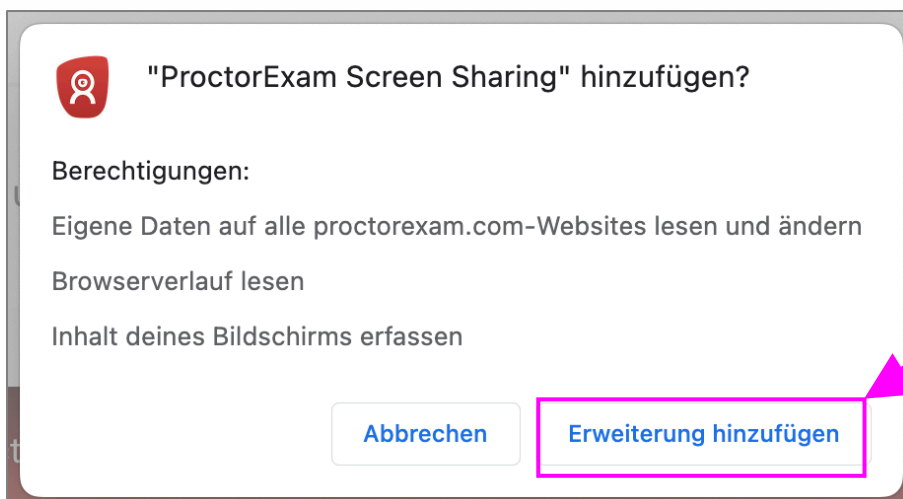 "ProctorExam Screen Sharing" hinzufügen?
Berechtigungen:
Eigene Daten auf alle proctorexam.com-Websites lesen und ändern
Browserverlauf lesen
Inhalt deines Bildschirms erfassen
Abbrechen
Erweiterung hinzufügen